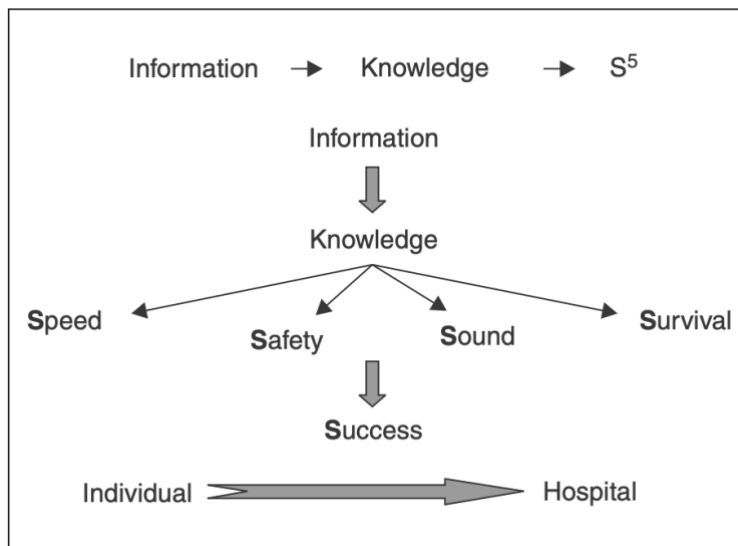 Information → Knowledge → S⁵
Information
Knowledge
Speed Safety Sound Survival
Success
Individual Hospital